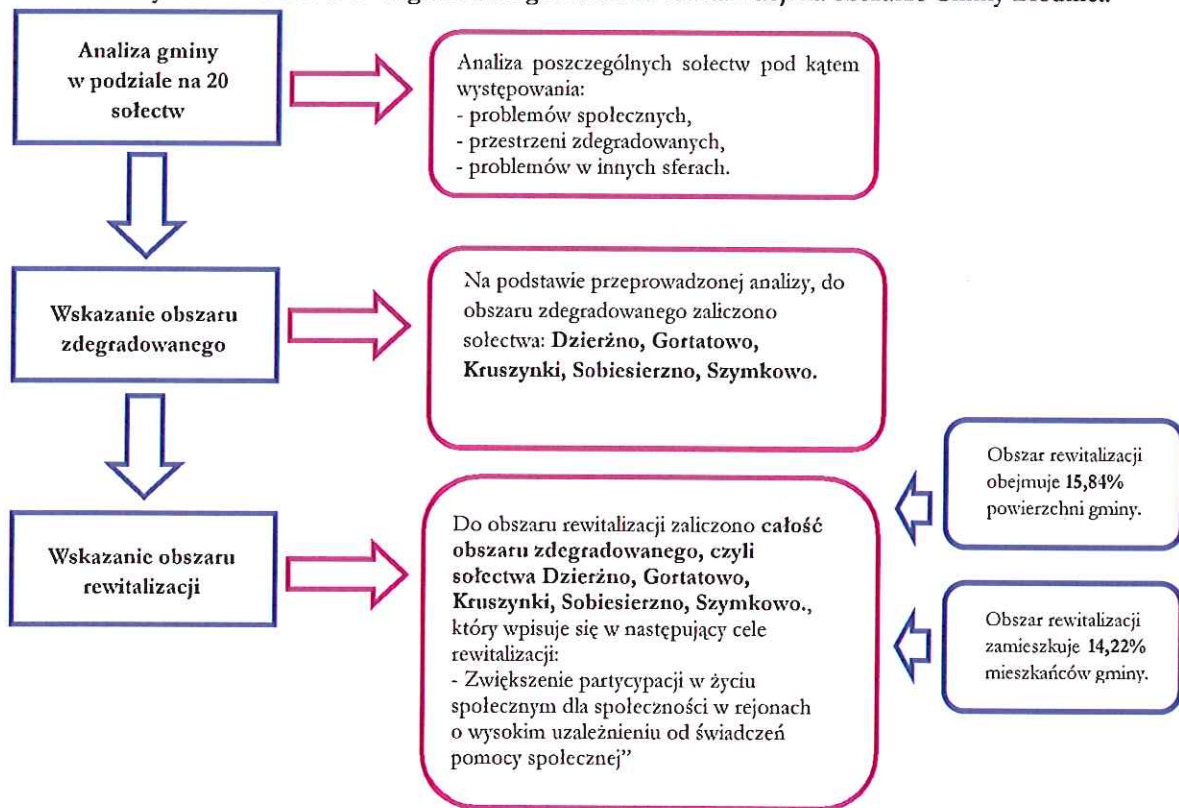 Analiza gminy
w podziale na 20
sołectw
Analiza poszczególnych sołectw pod kątem
występowania:
- problemów społecznych,
- przestrzeni zdegradowanych,
- problemów w innych sferach.
Wskazanie obszaru
zdegradowanego
Na podstawie przeprowadzonej analizy, do
obszaru zdegradowanego zaliczono
sołectwa: Dzierżno, Gortatowo,
Kruszynki, Sobiesierzno, Szymkowo.
Wskazanie obszaru
rewitalizacji
Do obszaru rewitalizacji zaliczono całość
obszaru zdegradowanego, czyli
sołectwa Dzierżno, Gortatowo,
Kruszynki, Sobiesierzno, Szymkowo.,
który wpisuje się w następujący cele
rewitalizacji:
- Zwiększenie partycypacji w życiu
społecznym dla społeczności w rejonach
o wysokim uzależnieniu od świadczeń
pomocy społecznej”
Obszar rewitalizacji
obejmuje 15,84%
powierzchni gminy.
Obszar rewitalizacji
zamieszkuje 14,22%
mieszkańców gminy.